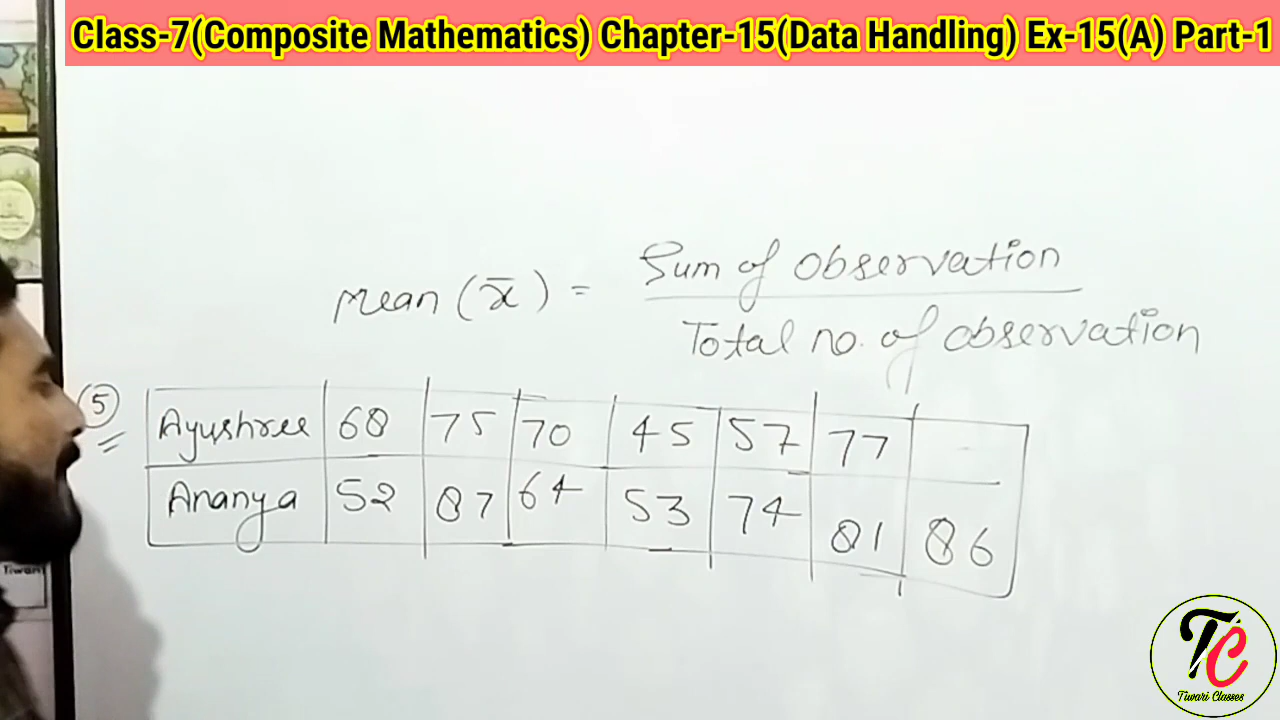 Class-7(Composite Mathematics) Chapter-15(Data Handling) Ex-15(A) Part-1
mean (x̄) = Sum of observation
Total no. of observation
5
Ayushree 68 75 70 45 57 77
Ananya 52 87 64 53 74 81 86
Tiwari
TC
Tiwari Classes